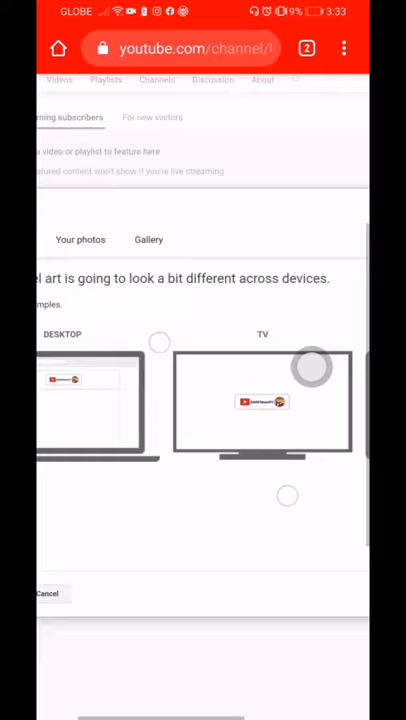 GLOBE 9% 3:33
youtube.com/channel/
2
Videos Playlists Channels Discussion About
rning subscribers For new visitors
a video or playlist to feature here
atured content won't show if you're live streaming
Your photos Gallery
el art is going to look a bit different across devices.
mples.
DESKTOP TV
Cancel